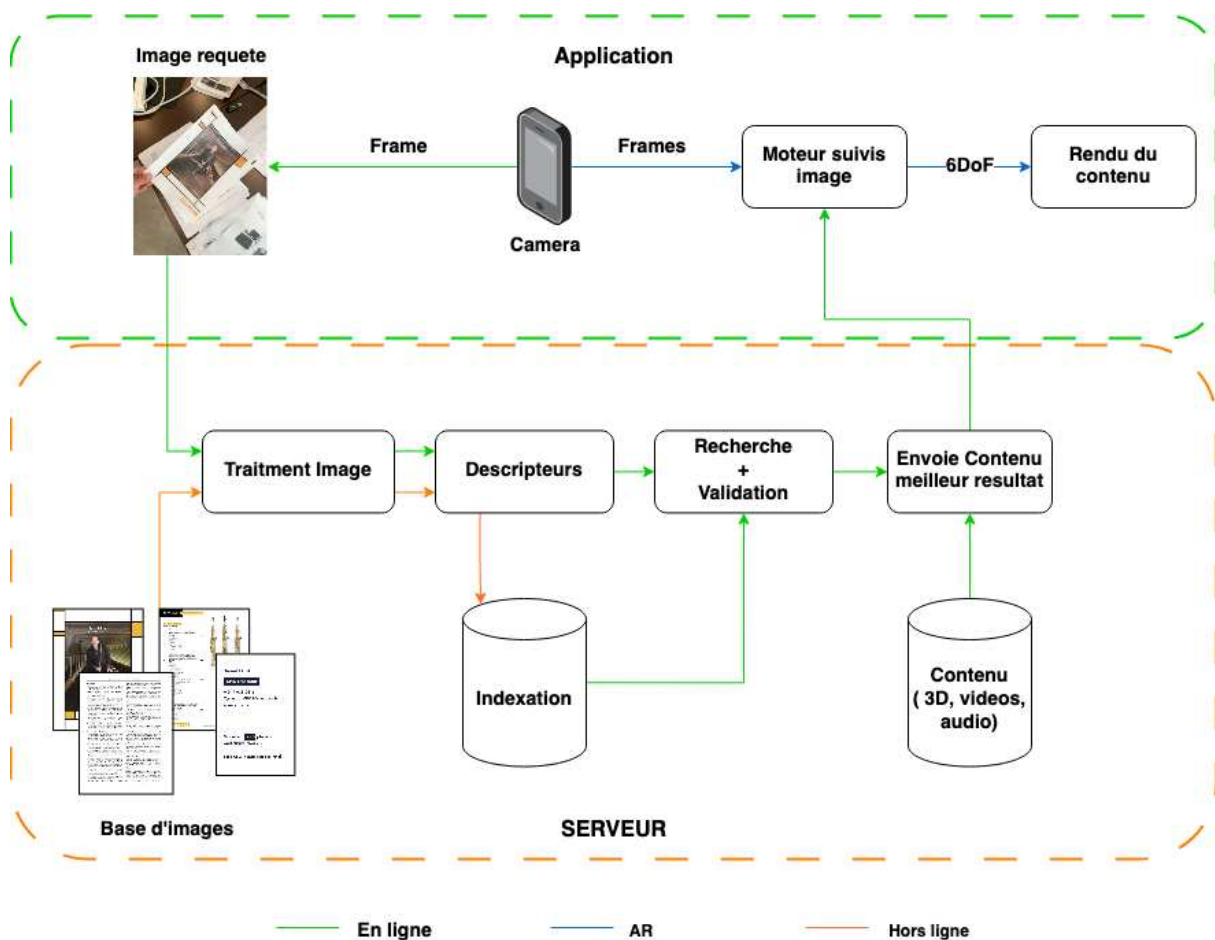 Image requete
Application
Frame
Frames
Moteur suivis
image
6DoF
Rendu du
contenu
Camera
Traitment Image
Descripteurs
Recherche
+
Validation
Envoie Contenu
meilleur resultat
Indexation
Contenu
( 3D, videos,
audio)
Base d'images
SERVEUR
En ligne
AR
Hors ligne